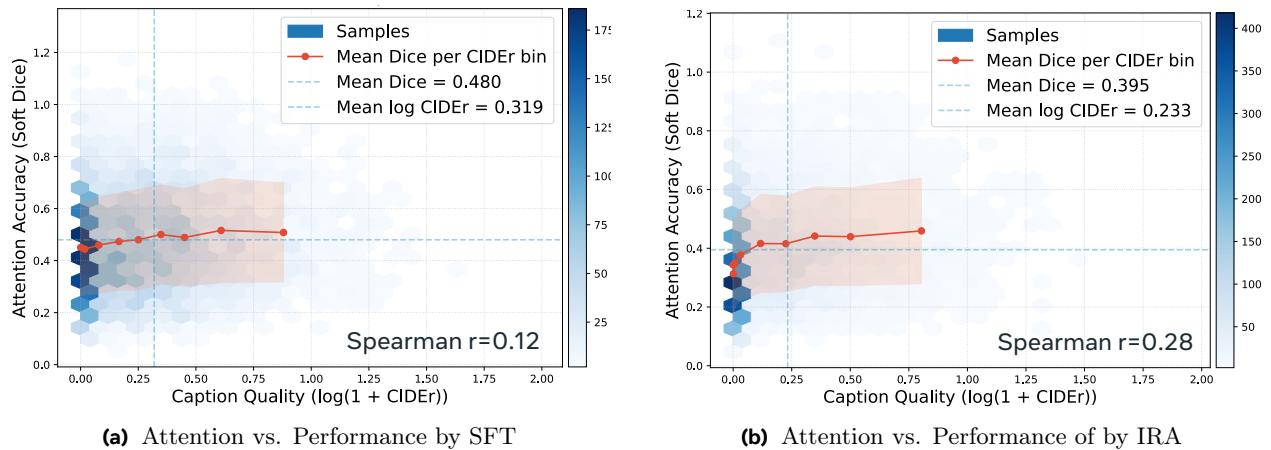 1.2
1.0
0.8
0.6
0.4
0.2
0.0
Attention Accuracy (Soft Dice)
Samples
Mean Dice per CIDEr bin
Mean Dice = 0.480
Mean log CIDEr = 0.319
Spearman r=0.12
0.00 0.25 0.50 0.75 1.00 1.25 1.50 1.75 2.00
Caption Quality (log(1 + CIDEr))
175
150
125
100
75
50
25
(a) Attention vs. Performance by SFT
1.2
1.0
0.8
0.6
0.4
0.2
0.0
Attention Accuracy (Soft Dice)
Samples
Mean Dice per CIDEr bin
Mean Dice = 0.395
Mean log CIDEr = 0.233
Spearman r=0.28
0.00 0.25 0.50 0.75 1.00 1.25 1.50 1.75 2.00
Caption Quality (log(1 + CIDEr))
400
350
300
250
200
150
100
50
(b) Attention vs. Performance of by IRA